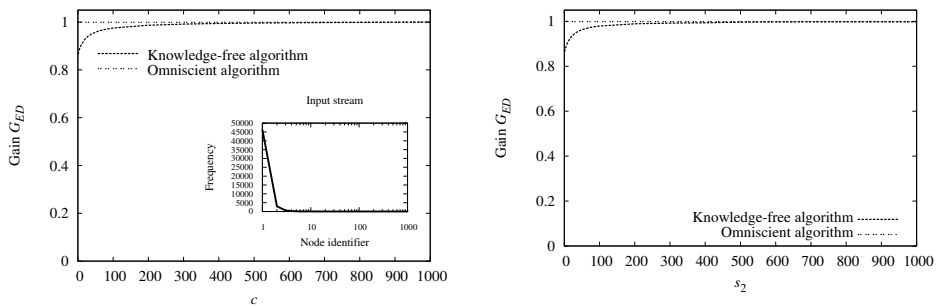 1
0.8
0.6
0.4
0.2
0
Gain G_ED
Knowledge-free algorithm
Omniscient algorithm
Input stream
50000
45000
40000
35000
30000
25000
20000
15000
10000
5000
0
Frequency
1 10 100 1000
Node identifier
0 100 200 300 400 500 600 700 800 900 1000
c
1
0.8
0.6
0.4
0.2
0
Gain G_ED
Knowledge-free algorithm
Omniscient algorithm
0 100 200 300 400 500 600 700 800 900 1000
s_2